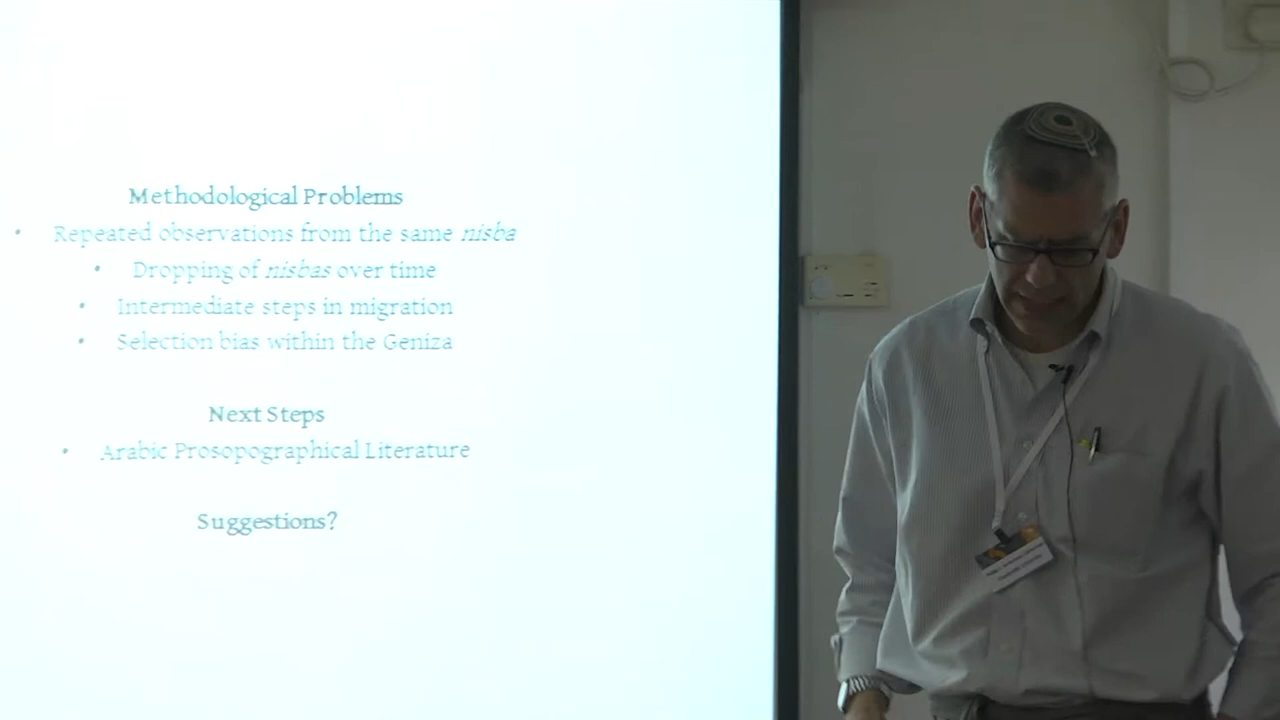 Methodological Problems
• Repeated observations from the same nisba
• Dropping of nisbas over time
• Intermediate steps in migration
• Selection bias within the Geniza
Next Steps
• Arabic Prosopographical Literature
Suggestions?